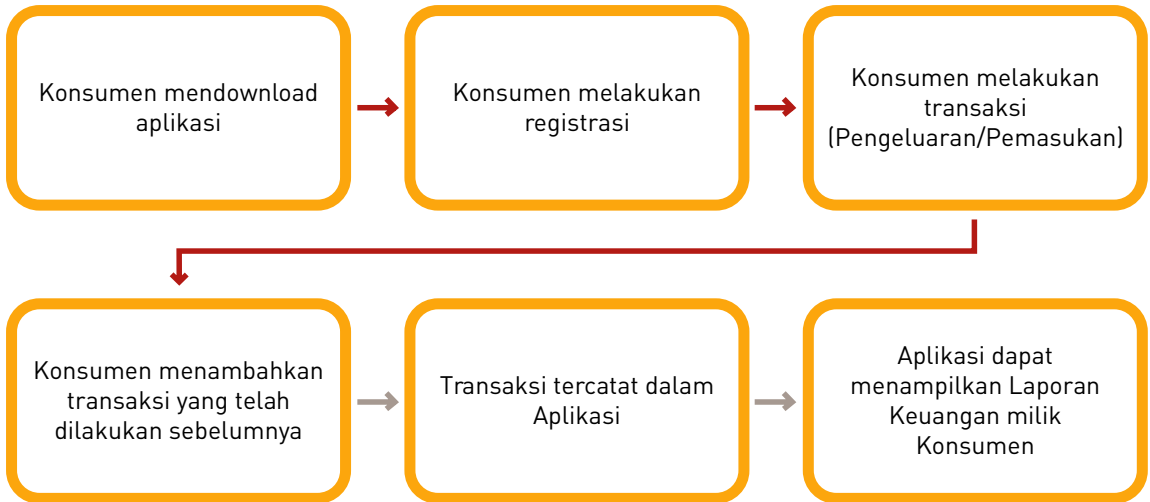 Konsumen mendownload
aplikasi
Konsumen melakukan
registrasi
Konsumen melakukan
transaksi
(Pengeluaran/Pemasukan)
Konsumen menambahkan
transaksi yang telah
dilakukan sebelumnya
Transaksi tercatat dalam
Aplikasi
Aplikasi dapat
menampilkan Laporan
Keuangan milik
Konsumen